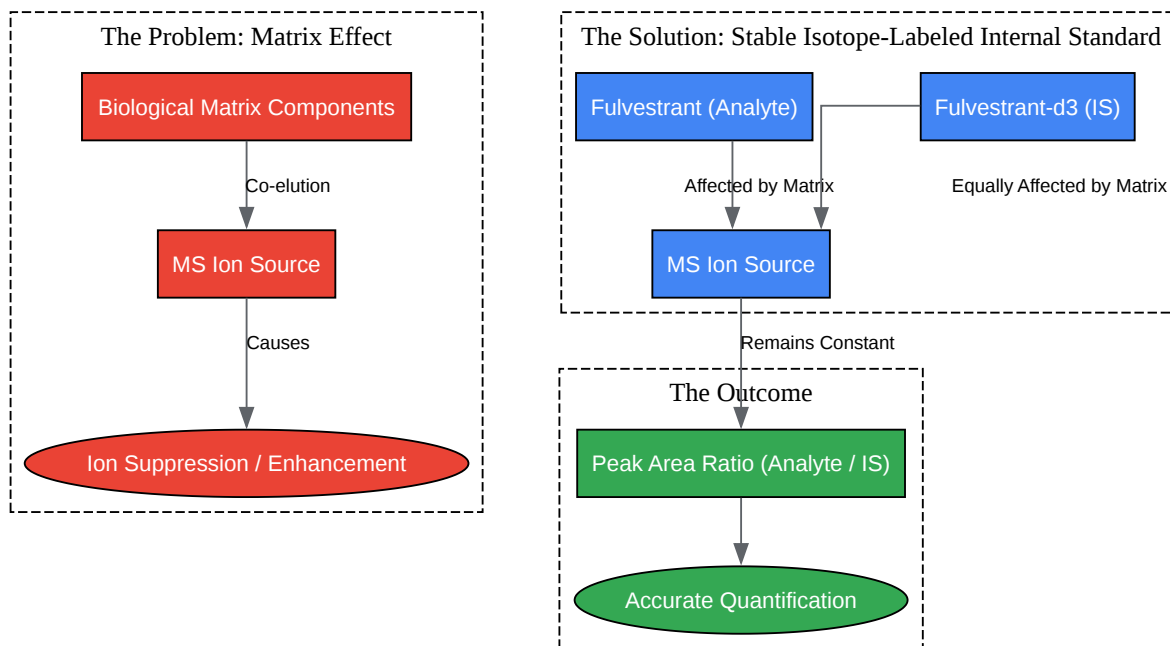 The Problem: Matrix Effect
Biological Matrix Components
Co-elution
MS Ion Source
Causes
Ion Suppression / Enhancement
The Solution: Stable Isotope-Labeled Internal Standard
Fulvestrant (Analyte)
Fulvestrant-d3 (IS)
Affected by Matrix
Equally Affected by Matrix
MS Ion Source
Remains Constant
The Outcome
Peak Area Ratio (Analyte / IS)
Accurate Quantification